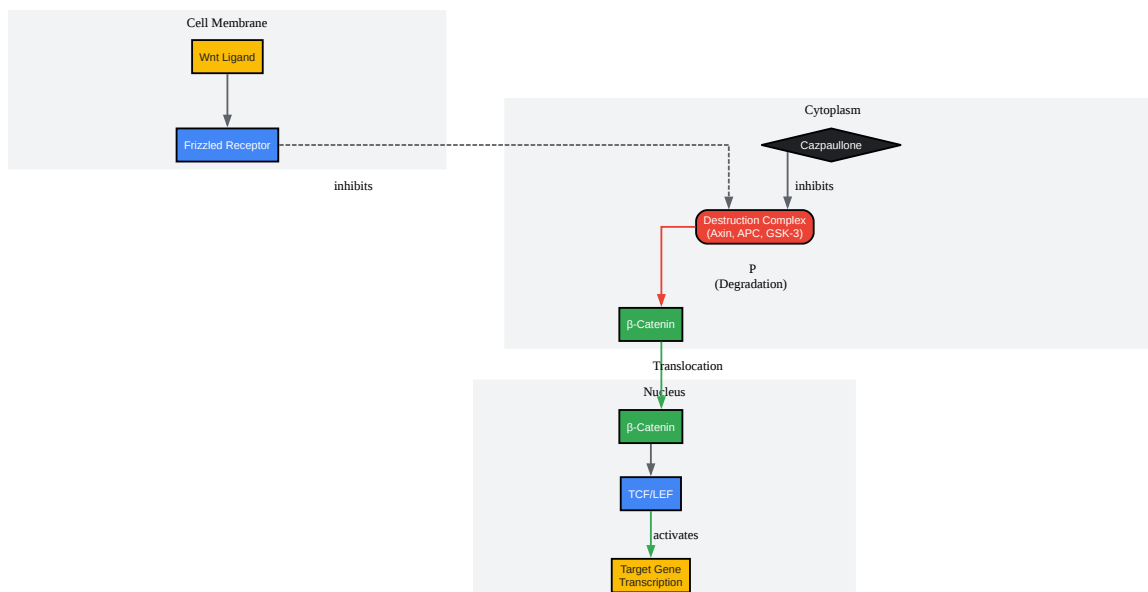 Cell Membrane
Wnt Ligand
Frizzled Receptor
inhibits
Cytoplasm
Cazpaullone
inhibits
Destruction Complex
(Axin, APC, GSK-3)
P
(Degradation)
β-Catenin
Translocation
Nucleus
β-Catenin
TCF/LEF
activates
Target Gene
Transcription